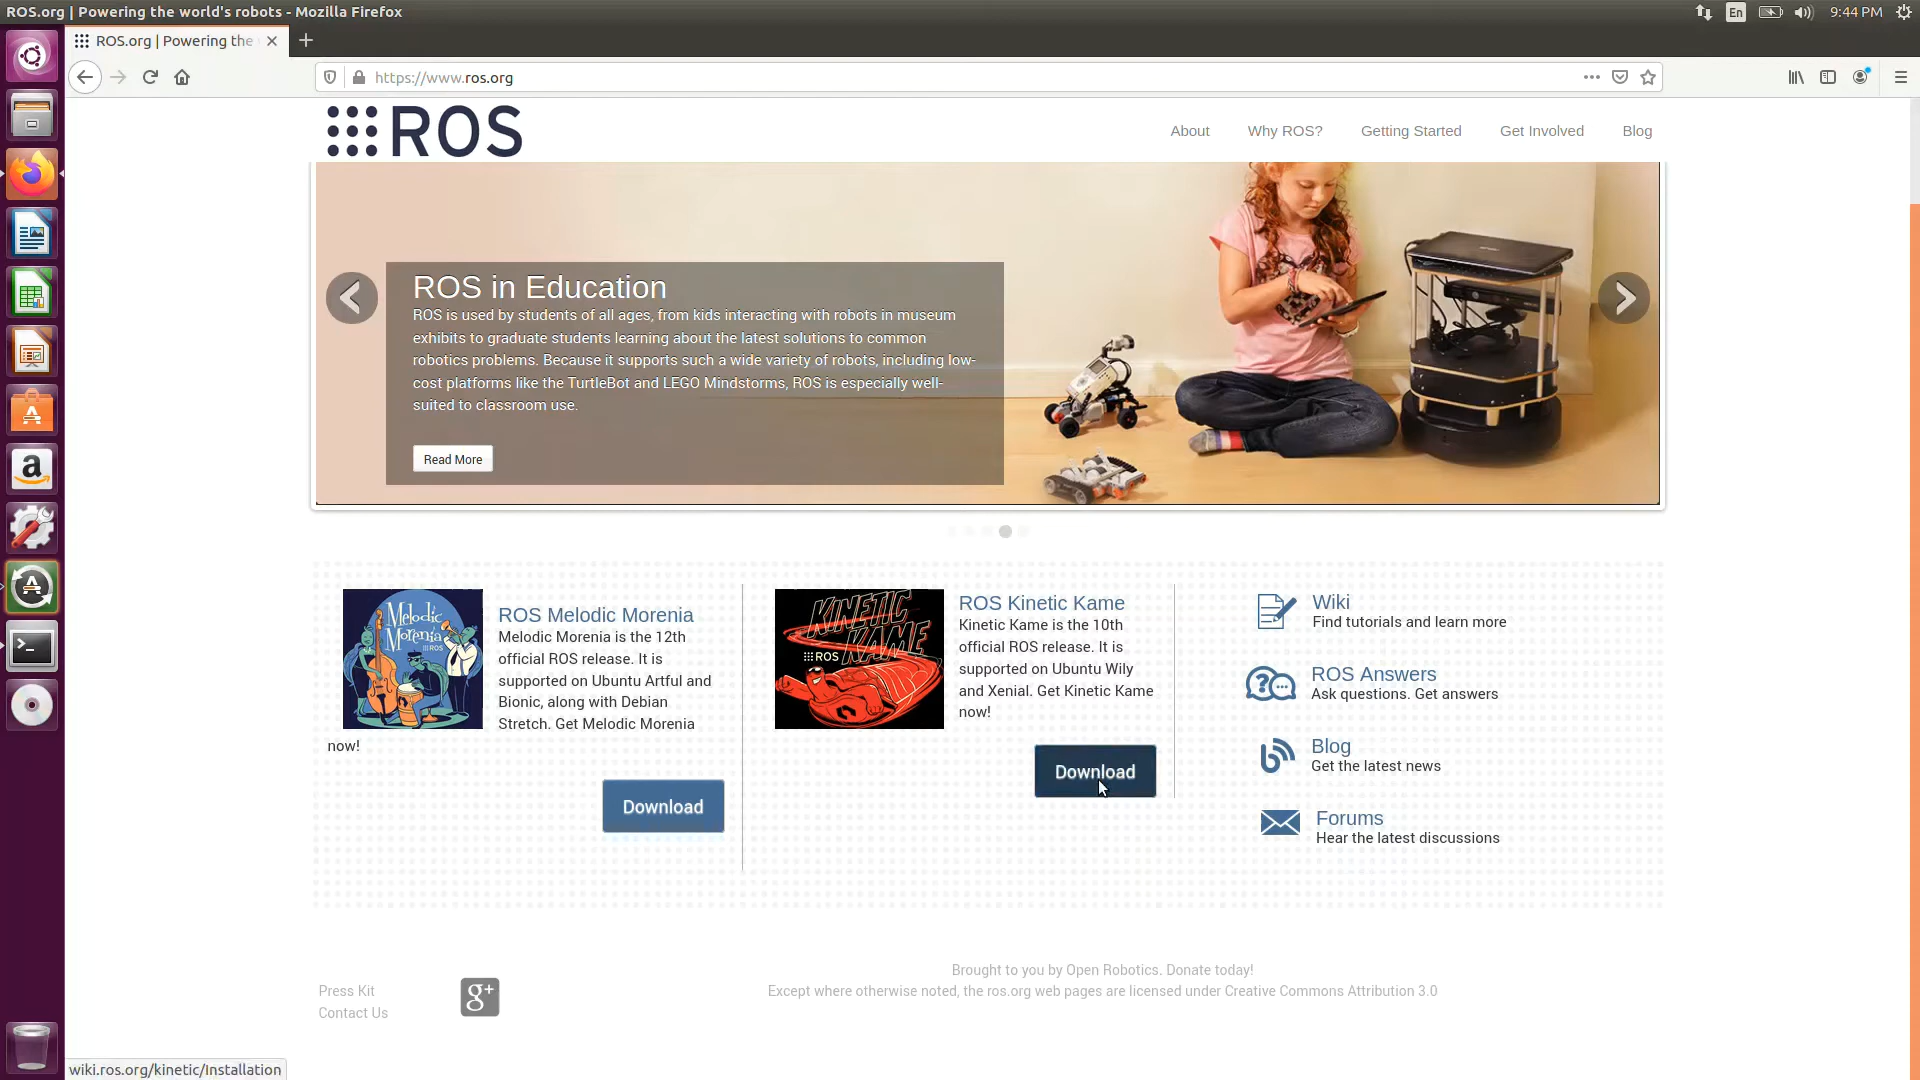 ROS.org | Powering the world's robots - Mozilla Firefox
En
9:44 PM
ROS.org | Powering the
https://www.ros.org
ROS
About
Why ROS?
Getting Started
Get Involved
Blog
ROS in Education
ROS is used by students of all ages, from kids interacting with robots in museum
exhibits to graduate students learning about the latest solutions to common
robotics problems. Because it supports such a wide variety of robots, including low-
cost platforms like the TurtleBot and LEGO Mindstorms, ROS is especially well-
suited to classroom use.
Read More
Melodic
Morenia
ROS
ROS Melodic Morenia
Melodic Morenia is the 12th
official ROS release. It is
supported on Ubuntu Artful and
Bionic, along with Debian
Stretch. Get Melodic Morenia
now!
Download
KINETIC
KAME
ROS
ROS Kinetic Kame
Kinetic Kame is the 10th
official ROS release. It is
supported on Ubuntu Wily
and Xenial. Get Kinetic Kame
now!
Download
Wiki
Find tutorials and learn more
ROS Answers
Ask questions. Get answers
Blog
Get the latest news
Forums
Hear the latest discussions
Press Kit
Contact Us
g+
Brought to you by Open Robotics. Donate today!
Except where otherwise noted, the ros.org web pages are licensed under Creative Commons Attribution 3.0
wiki.ros.org/kinetic/Installation